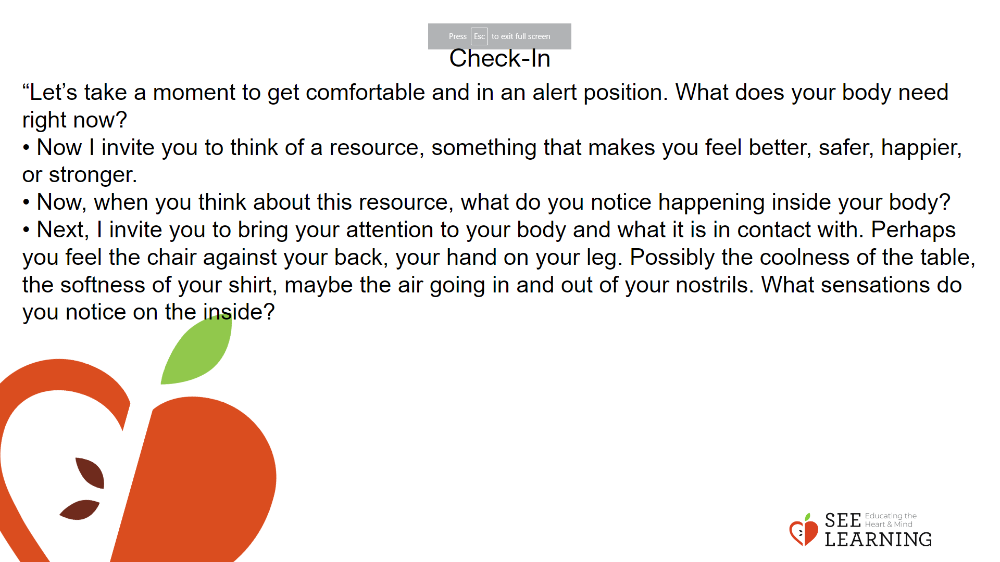 Press Esc to exit full screen
Check-In
“Let’s take a moment to get comfortable and in an alert position. What does your body need
right now?
• Now I invite you to think of a resource, something that makes you feel better, safer, happier,
or stronger.
• Now, when you think about this resource, what do you notice happening inside your body?
• Next, I invite you to bring your attention to your body and what it is in contact with. Perhaps
you feel the chair against your back, your hand on your leg. Possibly the coolness of the table,
the softness of your shirt, maybe the air going in and out of your nostrils. What sensations do
you notice on the inside?
SEE Educating the
Heart & Mind
LEARNING